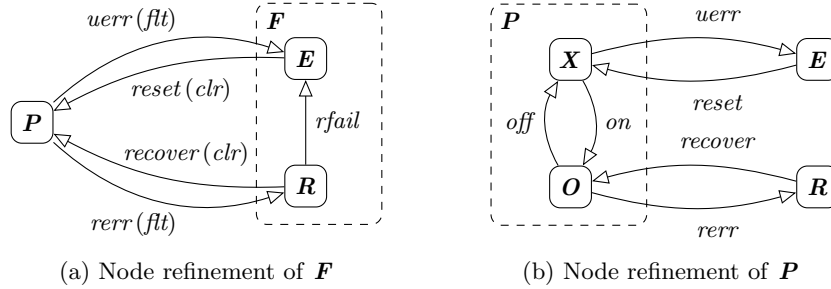 uerr(flt)
F
E
reset(clr)
P
rfail
recover(clr)
R
rerr(flt)
(a) Node refinement of F
P
uerr
X
E
reset
off
on
recover
O
R
rerr
(b) Node refinement of P